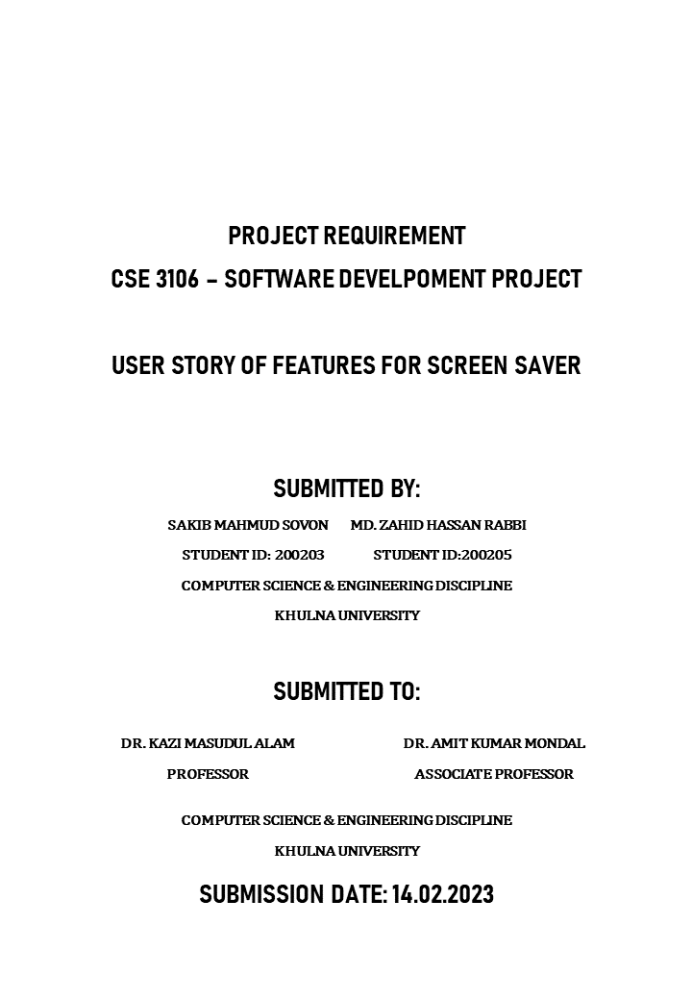 PROJECT REQUIREMENT
CSE 3106 – SOFTWARE DEVELPOMENT PROJECT
USER STORY OF FEATURES FOR SCREEN SAVER
SUBMITTED BY:
SAKIB MAHMUD SOVON MD. ZAHID HASSAN RABBI
STUDENT ID: 200203 STUDENT ID:200205
COMPUTER SCIENCE & ENGINEERING DISCIPLINE
KHULNA UNIVERSITY
SUBMITTED TO:
DR. KAZI MASUDUL ALAM DR. AMIT KUMAR MONDAL
PROFESSOR ASSOCIATE PROFESSOR
COMPUTER SCIENCE & ENGINEERING DISCIPLINE
KHULNA UNIVERSITY
SUBMISSION DATE: 14.02.2023